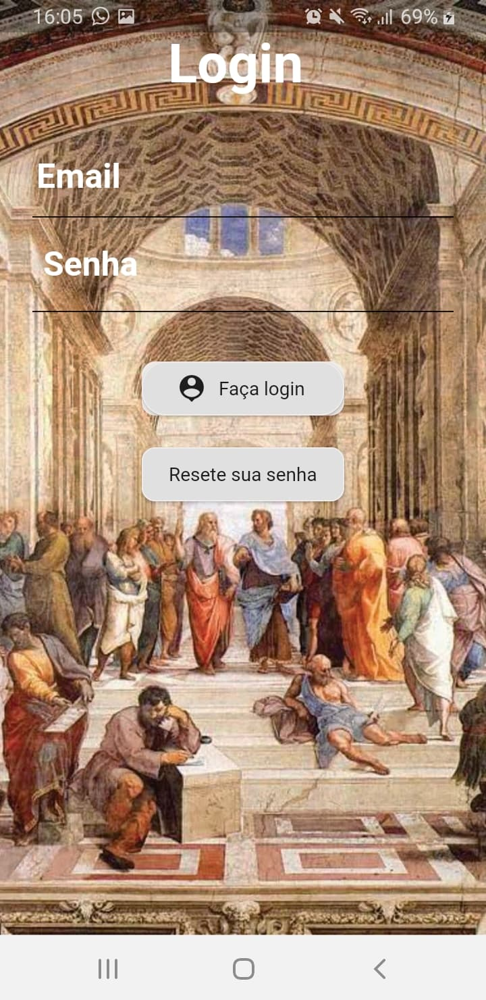 16:05 69%
Login
Email
Senha
Faça login
Resete sua senha